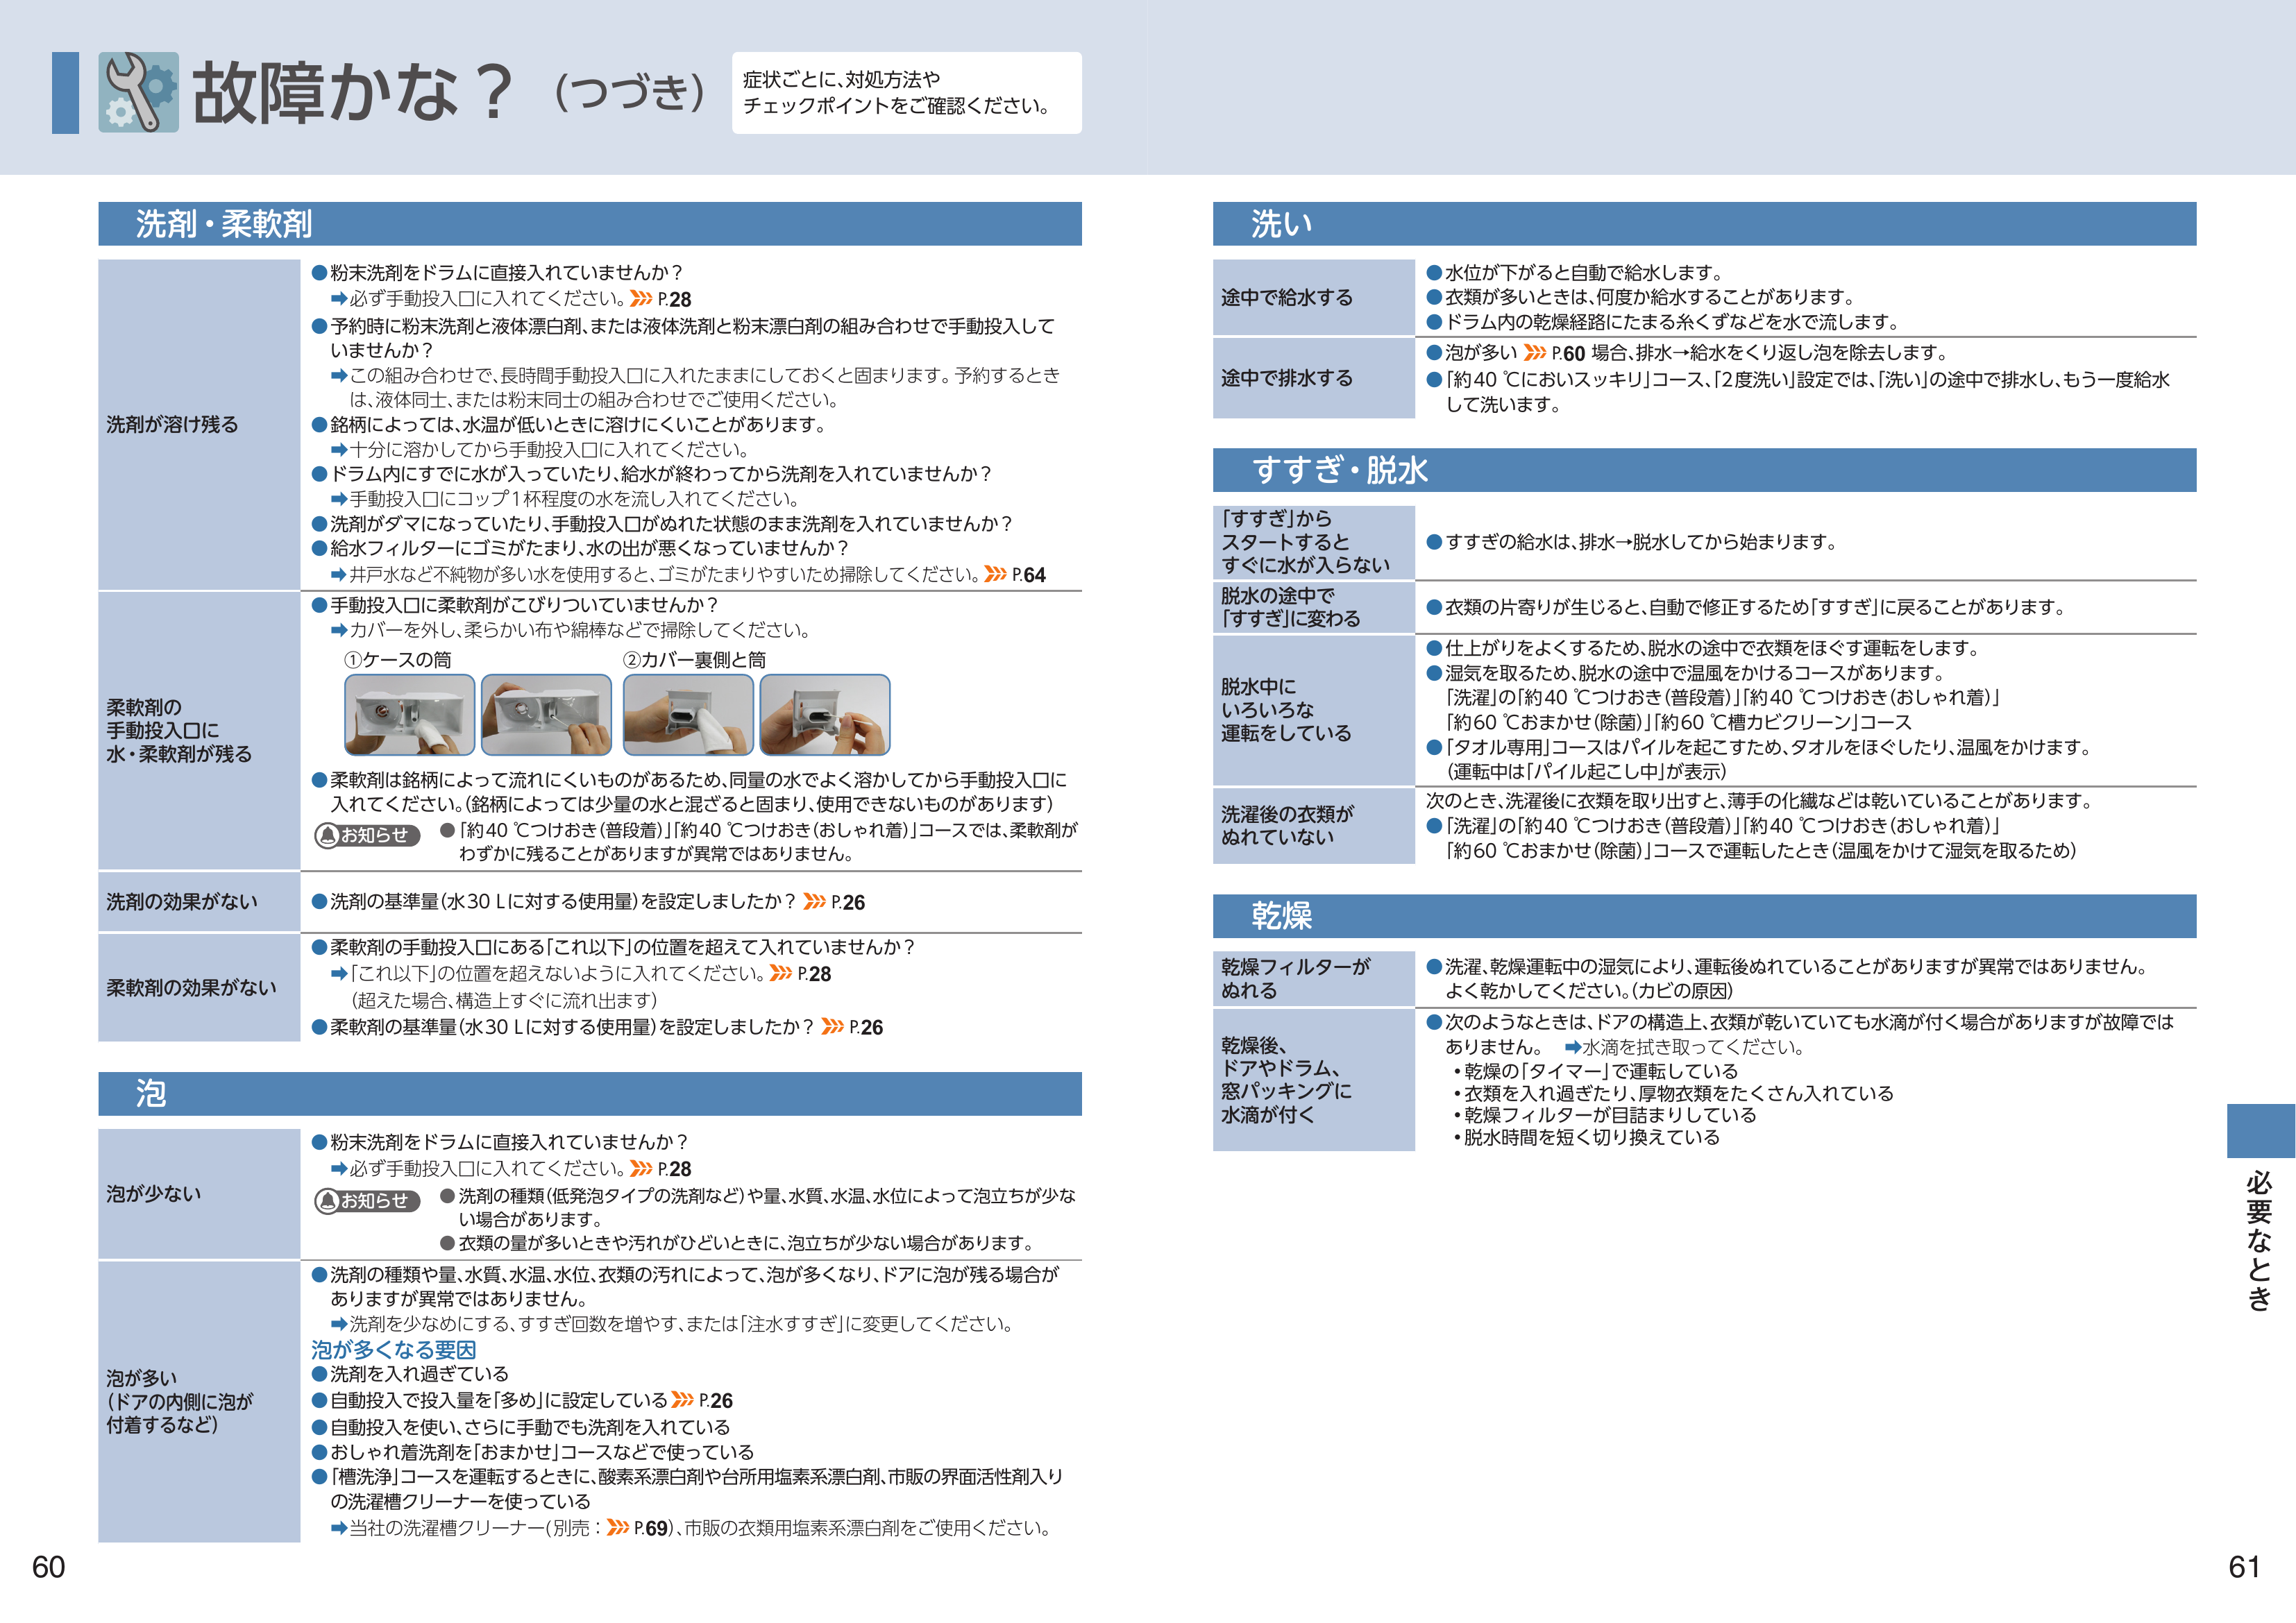 故障かな？（つづき）
症状ごとに、対処方法や
チェックポイントをご確認ください。
洗剤・柔軟剤
洗剤が溶け残る
●粉末洗剤をドラムに直接入れていませんか？
➡必ず手動投入口に入れてください。 P.28
●予約時に粉末洗剤と液体漂白剤、または液体洗剤と粉末漂白剤の組み合わせで手動投入して
いませんか？
➡この組み合わせで、長時間手動投入口に入れたままにしておくと固まります。予約するとき
は、液体同士、または粉末同士の組み合わせでご使用ください。
●銘柄によっては、水温が低いときに溶けにくいことがあります。
➡十分に溶かしてから手動投入口に入れてください。
●ドラム内にすでに水が入っていたり、給水が終わってから洗剤を入れていませんか？
➡手動投入口にコップ1杯程度の水を流し入れてください。
●洗剤がダマになっていたり、手動投入口がぬれた状態のまま洗剤を入れていませんか？
●給水フィルターにゴミがたまり、水の出が悪くなっていませんか？
➡井戸水など不純物が多い水を使用すると、ゴミがたまりやすいため掃除してください。 P.64
柔軟剤の
手動投入口に
水・柔軟剤が残る
●手動投入口に柔軟剤がこびりついていませんか？
➡カバーを外し、柔らかい布や綿棒などで掃除してください。
①ケースの筒 ②カバー裏側と筒
●柔軟剤は銘柄によって流れにくいものがあるため、同量の水でよく溶かしてから手動投入口に
入れてください。（銘柄によっては少量の水と混ざると固まり、使用できないものがあります）
お知らせ ●「約40 ℃つけおき（普段着）」「約40 ℃つけおき（おしゃれ着）」コースでは、柔軟剤が
わずかに残ることがありますが異常ではありません。
洗剤の効果がない
●洗剤の基準量（水30 Lに対する使用量）を設定しましたか？ P.26
柔軟剤の効果がない
●柔軟剤の手動投入口にある「これ以下」の位置を超えて入れていませんか？
➡「これ以下」の位置を超えないように入れてください。 P.28
（超えた場合、構造上すぐに流れ出ます）
●柔軟剤の基準量（水30 Lに対する使用量）を設定しましたか？ P.26
泡
泡が少ない
●粉末洗剤をドラムに直接入れていませんか？
➡必ず手動投入口に入れてください。 P.28
お知らせ ●洗剤の種類（低発泡タイプの洗剤など）や量、水質、水温、水位によって泡立ちが少な
い場合があります。
●衣類の量が多いときや汚れがひどいときに、泡立ちが少ない場合があります。
泡が多い
（ドアの内側に泡が
付着するなど）
●洗剤の種類や量、水質、水温、水位、衣類の汚れによって、泡が多くなり、ドアに泡が残る場合が
ありますが異常ではありません。
➡洗剤を少なめにする、すすぎ回数を増やす、または「注水すすぎ」に変更してください。
泡が多くなる要因
●洗剤を入れ過ぎている
●自動投入で投入量を「多め」に設定している P.26
●自動投入を使い、さらに手動でも洗剤を入れている
●おしゃれ着洗剤を「おまかせ」コースなどで使っている
●「槽洗浄」コースを運転するときに、酸素系漂白剤や台所用塩素系漂白剤、市販の界面活性剤入り
の洗濯槽クリーナーを使っている
➡当社の洗濯槽クリーナー（別売： P.69）、市販の衣類用塩素系漂白剤をご使用ください。
60
洗い
途中で給水する
●水位が下がると自動で給水します。
●衣類が多いときは、何度か給水することがあります。
●ドラム内の乾燥経路にたまる糸くずなどを水で流します。
途中で排水する
●泡が多い P.60 場合、排水→給水をくり返し泡を除去します。
●「約40 ℃においスッキリ」コース、「2度洗い」設定では、「洗い」の途中で排水し、もう一度給水
して洗います。
すすぎ・脱水
「すすぎ」から
スタートすると
すぐに水が入らない
●すすぎの給水は、排水→脱水してから始まります。
脱水の途中で
「すすぎ」に変わる
●衣類の片寄りが生じると、自動で修正するため「すすぎ」に戻ることがあります。
脱水中に
いろいろな
運転をしている
●仕上がりをよくするため、脱水の途中で衣類をほぐす運転をします。
●湿気を取るため、脱水の途中で温風をかけるコースがあります。
「洗濯」の「約40 ℃つけおき（普段着）」「約40 ℃つけおき（おしゃれ着）」
「約60 ℃おまかせ（除菌）」「約60 ℃槽カビクリーン」コース
●「タオル専用」コースはパイルを起こすため、タオルをほぐしたり、温風をかけます。
（運転中は「パイル起こし中」が表示）
洗濯後の衣類が
ぬれていない
次のとき、洗濯後に衣類を取り出すと、薄手の化繊などは乾いていることがあります。
●「洗濯」の「約40 ℃つけおき（普段着）」「約40 ℃つけおき（おしゃれ着）」
「約60 ℃おまかせ（除菌）」コースで運転したとき（温風をかけて湿気を取るため）
乾燥
乾燥フィルターが
ぬれる
●洗濯、乾燥運転中の湿気により、運転後ぬれていることがありますが異常ではありません。
よく乾かしてください。（カビの原因）
乾燥後、
ドアやドラム、
窓パッキングに
水滴が付く
●次のようなときは、ドアの構造上、衣類が乾いていても水滴が付く場合がありますが故障では
ありません。 ➡水滴を拭き取ってください。
・乾燥の「タイマー」で運転している
・衣類を入れ過ぎたり、厚物衣類をたくさん入れている
・乾燥フィルターが目詰まりしている
・脱水時間を短く切り換えている
必要なとき
61